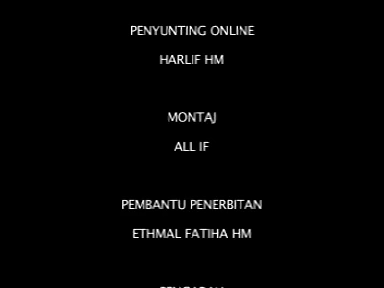 PENYUNTING ONLINE
HARLIF HM
MONTAJ
ALL IF
PEMBANTU PENERBITAN
ETHMAL FATIHA HM